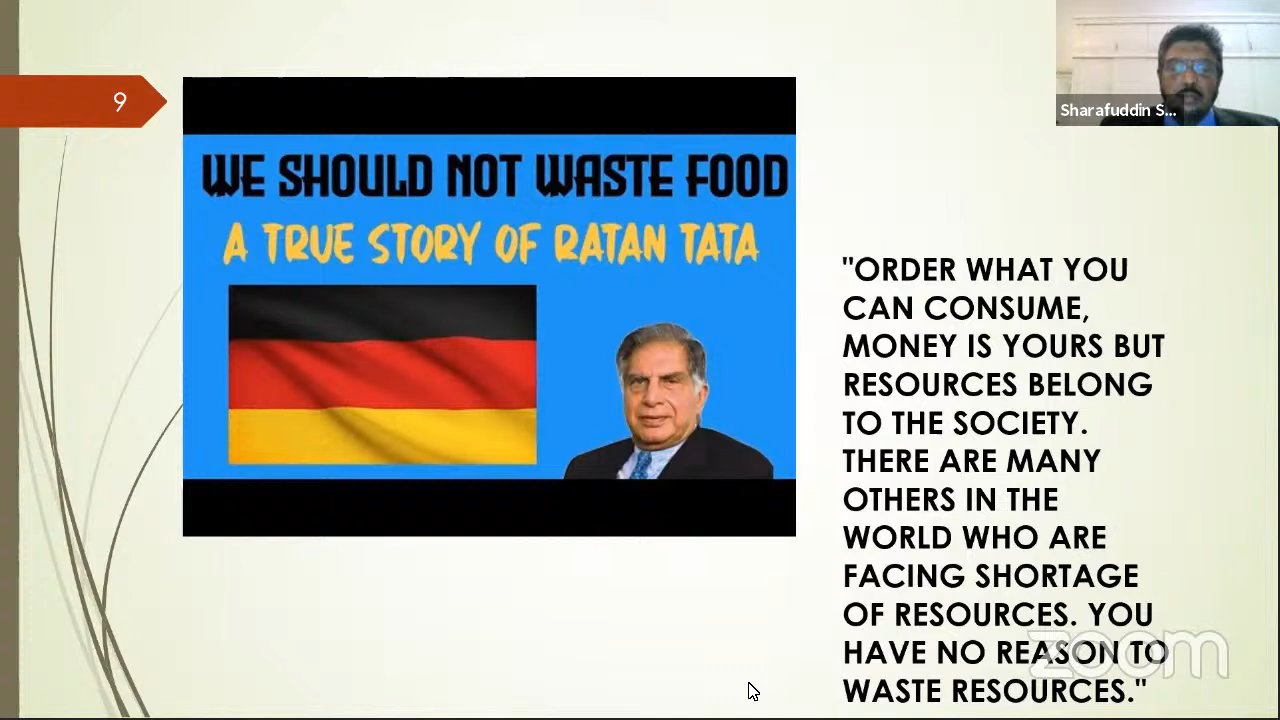 9
WE SHOULD NOT WASTE FOOD
A TRUE STORY OF RATAN TATA
Sharafuddin S...
"ORDER WHAT YOU
CAN CONSUME,
MONEY IS YOURS BUT
RESOURCES BELONG
TO THE SOCIETY.
THERE ARE MANY
OTHERS IN THE
WORLD WHO ARE
FACING SHORTAGE
OF RESOURCES. YOU
HAVE NO REASON TO
WASTE RESOURCES."
zoom